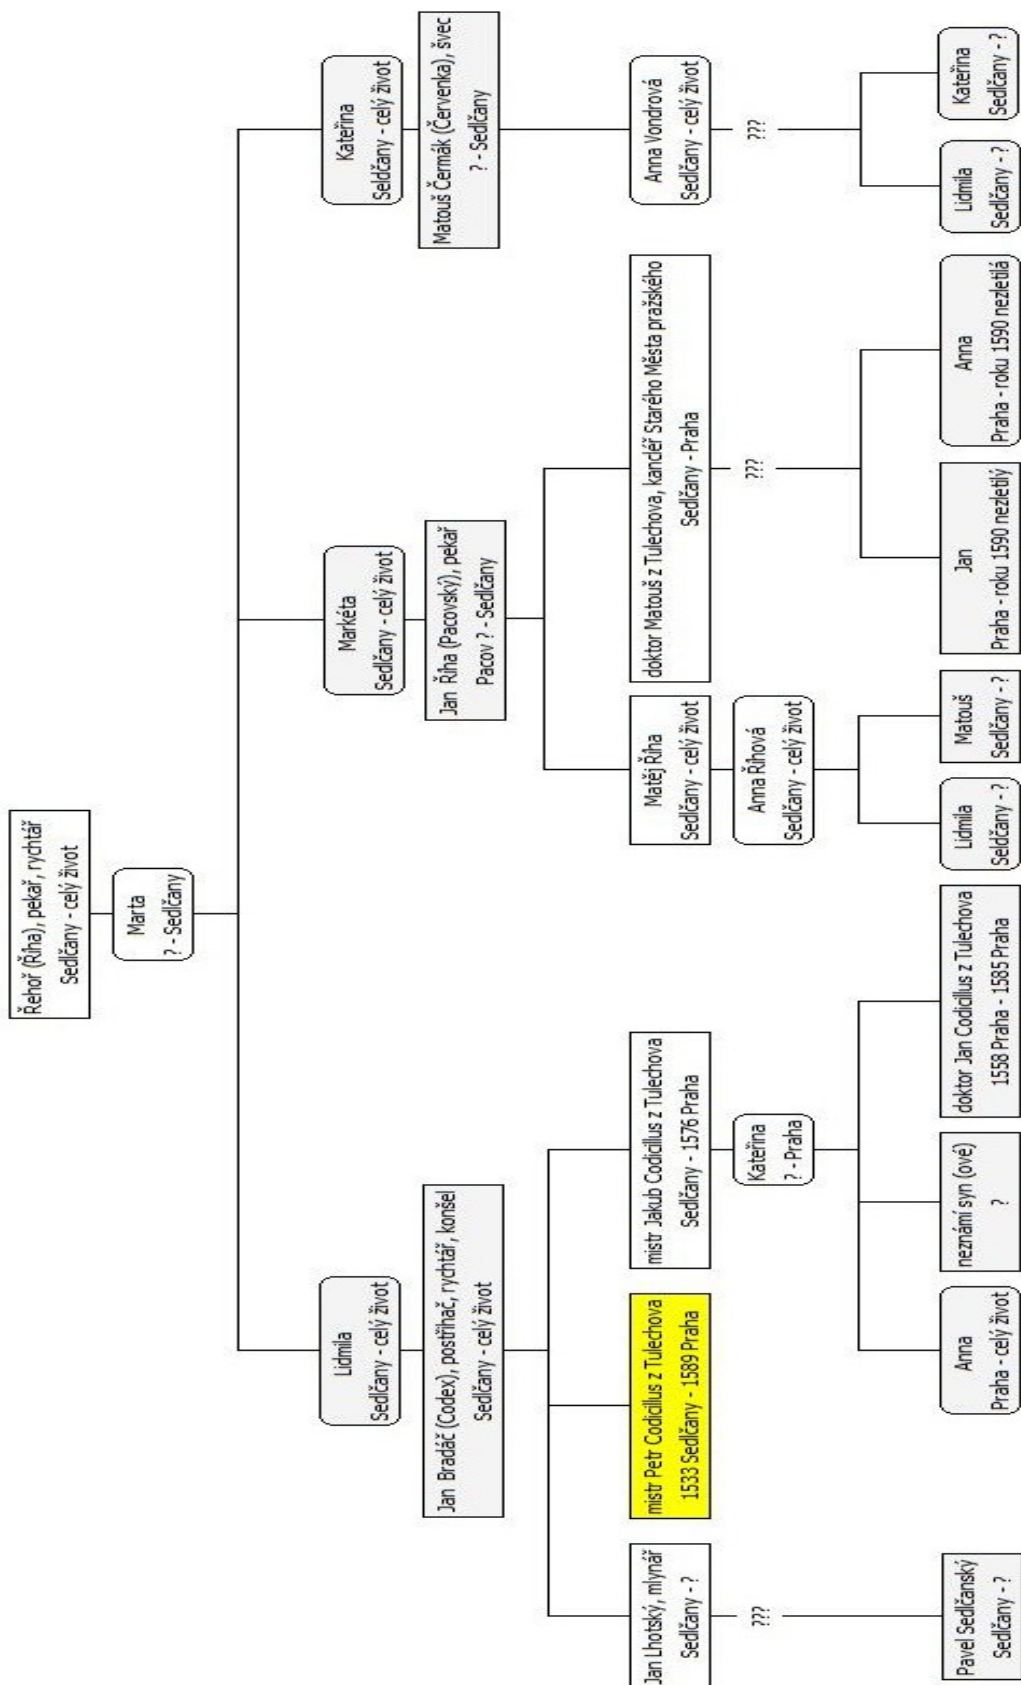 Řehoř (Říha), pekař, rychtář
Sedlčany - celý život
Marta
? - Sedlčany
Lidmila
Sedlčany - celý život
Markéta
Sedlčany - celý život
Kateřina
Seldčany - celý život
Jan Bradáč (Codex), postřihač, rychtář, konšel
Sedlčany - celý život
Jan Říha (Pacovský), pekař
Pacov ? - Sedlčany
Matouš Čermák (Červenka), švec
? - Sedlčany
Jan Lhotský, mlynář
Sedlčany - ?
mistr Petr Codicillus z Tulechova
1533 Sedlčany - 1589 Praha
mistr Jakub Codicillus z Tulechova
Sedlčany - 1576 Praha
Matěj Říha
Sedlčany - celý život
doktor Matouš z Tulechova, kancléř Starého Města pražského
Sedlčany - Praha
Anna Vondrová
Sedlčany - celý život
???
Kateřina
? - Praha
Anna Říhová
Sedlčany - celý život
???
???
Pavel Sedlčanský
Sedlčany - ?
Anna
Praha - celý život
neznámí syn (ové)
?
doktor Jan Codicillus z Tulechova
1558 Praha - 1585 Praha
Lidmila
Seldčany - ?
Matouš
Sedlčany - ?
Jan
Praha - roku 1590 nezletilý
Anna
Praha - roku 1590 nezletilá
Lidmila
Sedlčany - ?
Kateřina
Sedlčany - ?